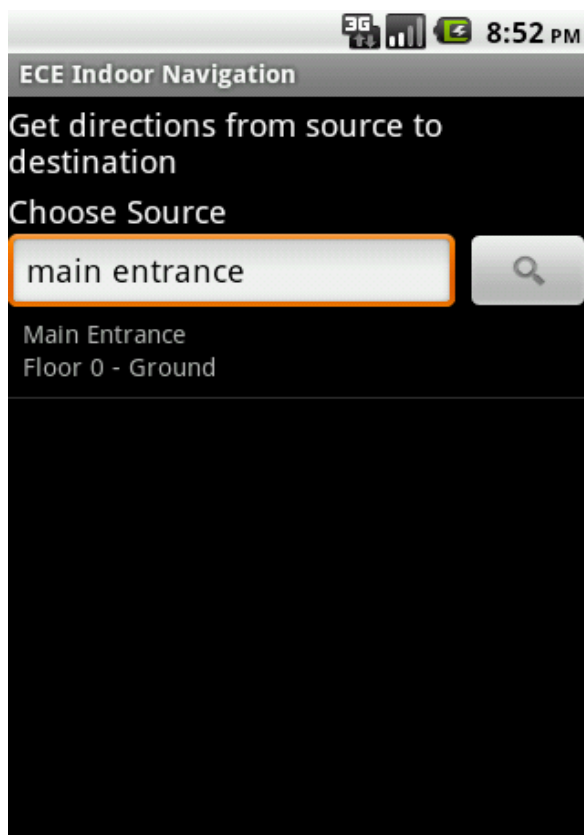 3G 8:52 PM
ECE Indoor Navigation
Get directions from source to
destination
Choose Source
main entrance
Main Entrance
Floor 0 - Ground